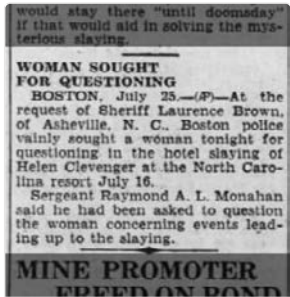 would stay there "until doomsday"
if that would aid in solving the mys-
terious slaying.
WOMAN SOUGHT
FOR QUESTIONING
BOSTON, July 25.—(AP)—At the
request of Sheriff Laurence Brown,
of Asheville, N. C., Boston police
vainly sought a woman tonight for
questioning in the hotel slaying of
Helen Clevenger at the North Caro-
lina resort July 16.
Sergeant Raymond A. L. Monahan
said he had been asked to question
the woman concerning events lead-
ing up to the slaying.
MINE PROMOTER
FREED ON BOND